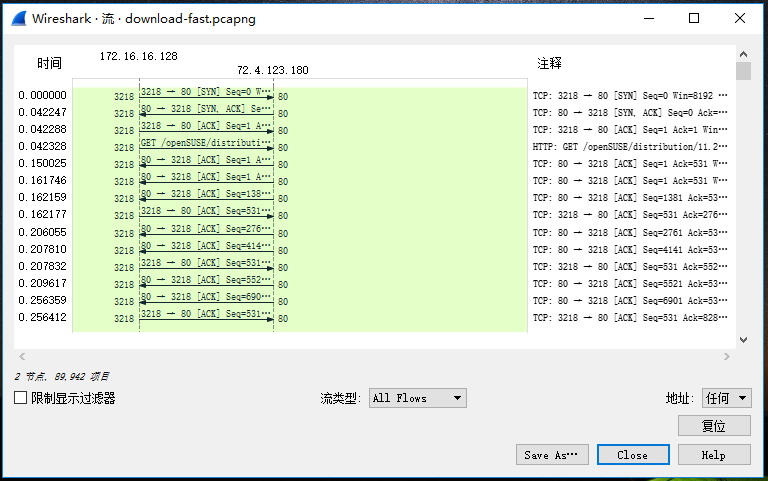 Wireshark · 流 · download-fast.pcapng
时间
172.16.16.128
72.4.123.180
注释
0.000000 3218 3218 → 80 [SYN] Seq=0 W… 80 TCP: 3218 → 80 [SYN] Seq=0 Win=8192 …
0.042247 3218 80 → 3218 [SYN, ACK] Se… 80 TCP: 80 → 3218 [SYN, ACK] Seq=0 Ack=…
0.042288 3218 3218 → 80 [ACK] Seq=1 A… 80 TCP: 3218 → 80 [ACK] Seq=1 Ack=1 Win…
0.042328 3218 GET /openSUSE/distributi… 80 HTTP: GET /openSUSE/distribution/11.2…
0.150025 3218 80 → 3218 [ACK] Seq=1 A… 80 TCP: 80 → 3218 [ACK] Seq=1 Ack=531 W…
0.161746 3218 80 → 3218 [ACK] Seq=1 A… 80 TCP: 80 → 3218 [ACK] Seq=1 Ack=531 W…
0.162159 3218 80 → 3218 [ACK] Seq=138… 80 TCP: 80 → 3218 [ACK] Seq=1381 Ack=53…
0.162177 3218 3218 → 80 [ACK] Seq=531… 80 TCP: 3218 → 80 [ACK] Seq=531 Ack=276…
0.206055 3218 80 → 3218 [ACK] Seq=276… 80 TCP: 80 → 3218 [ACK] Seq=2761 Ack=53…
0.207810 3218 80 → 3218 [ACK] Seq=414… 80 TCP: 80 → 3218 [ACK] Seq=4141 Ack=53…
0.207832 3218 3218 → 80 [ACK] Seq=531… 80 TCP: 3218 → 80 [ACK] Seq=531 Ack=552…
0.209617 3218 80 → 3218 [ACK] Seq=552… 80 TCP: 80 → 3218 [ACK] Seq=5521 Ack=53…
0.256359 3218 80 → 3218 [ACK] Seq=690… 80 TCP: 80 → 3218 [ACK] Seq=6901 Ack=53…
0.256412 3218 3218 → 80 [ACK] Seq=531… 80 TCP: 3218 → 80 [ACK] Seq=531 Ack=828…
2 节点, 89,942 项目
限制显示过滤器 流类型: All Flows 地址: 任何
复位
Save As… Close Help